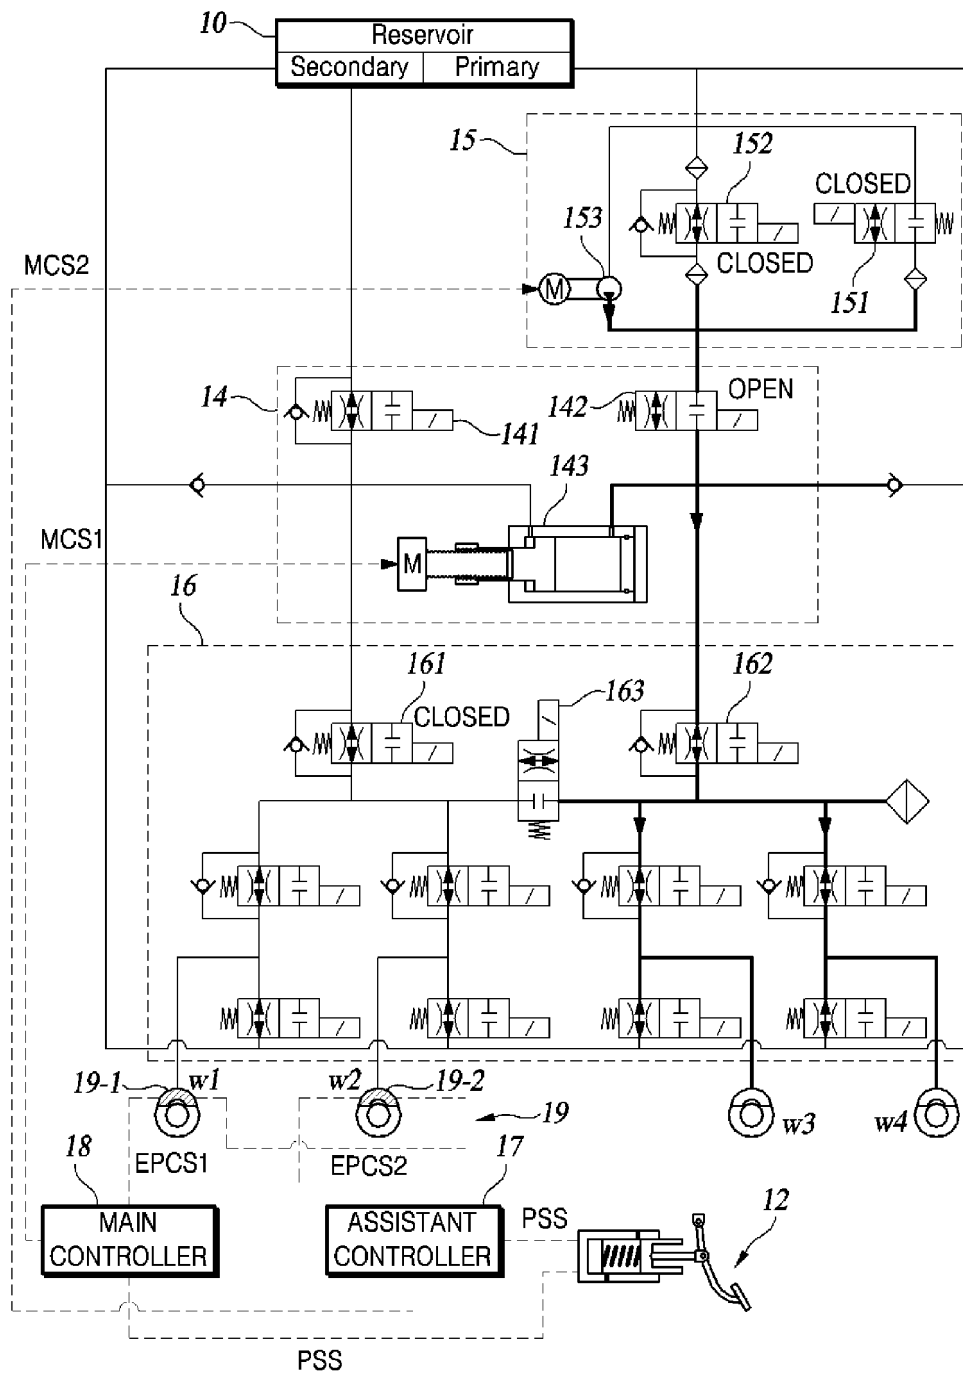 10
Reservoir
Secondary Primary
15
152
CLOSED
153
MCS2
M
CLOSED
151
14
142
OPEN
141
143
MCS1
M
16
161
163
162
CLOSED
19-1
w1
w2
19-2
19
w3
w4
18
EPCS1
EPCS2
17
MAIN
CONTROLLER
ASSISTANT
CONTROLLER
PSS
12
PSS